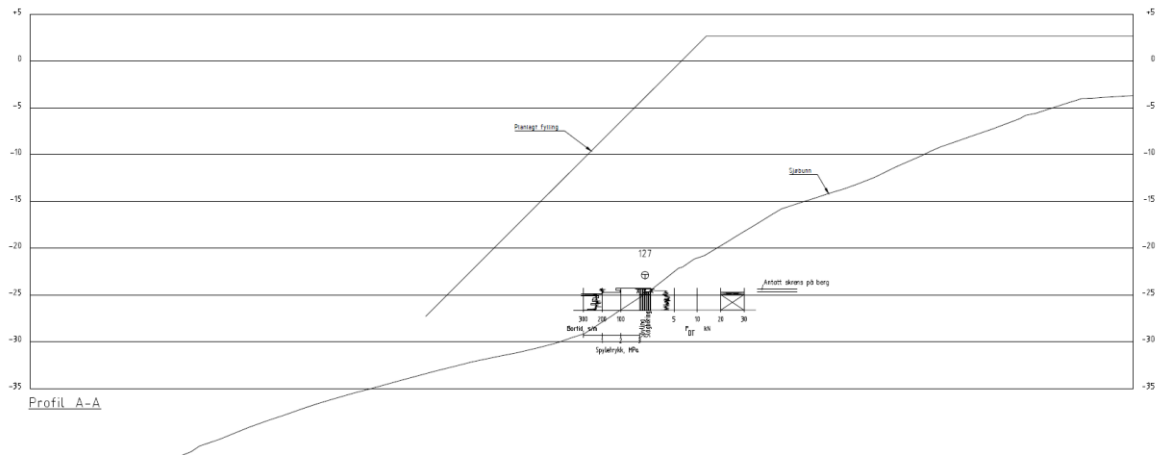 +5 +5
0 0
-5 -5
Planlagt fylling
-10 -10
Sjøbunn
-15 -15
-20 -20
127
Antatt skrens på berg
-25 -25
300 200 100 5 10 20 30
Bortid, s/m kN
-30 -30
Spyletrykk, MPa
-35 -35
Profil A-A